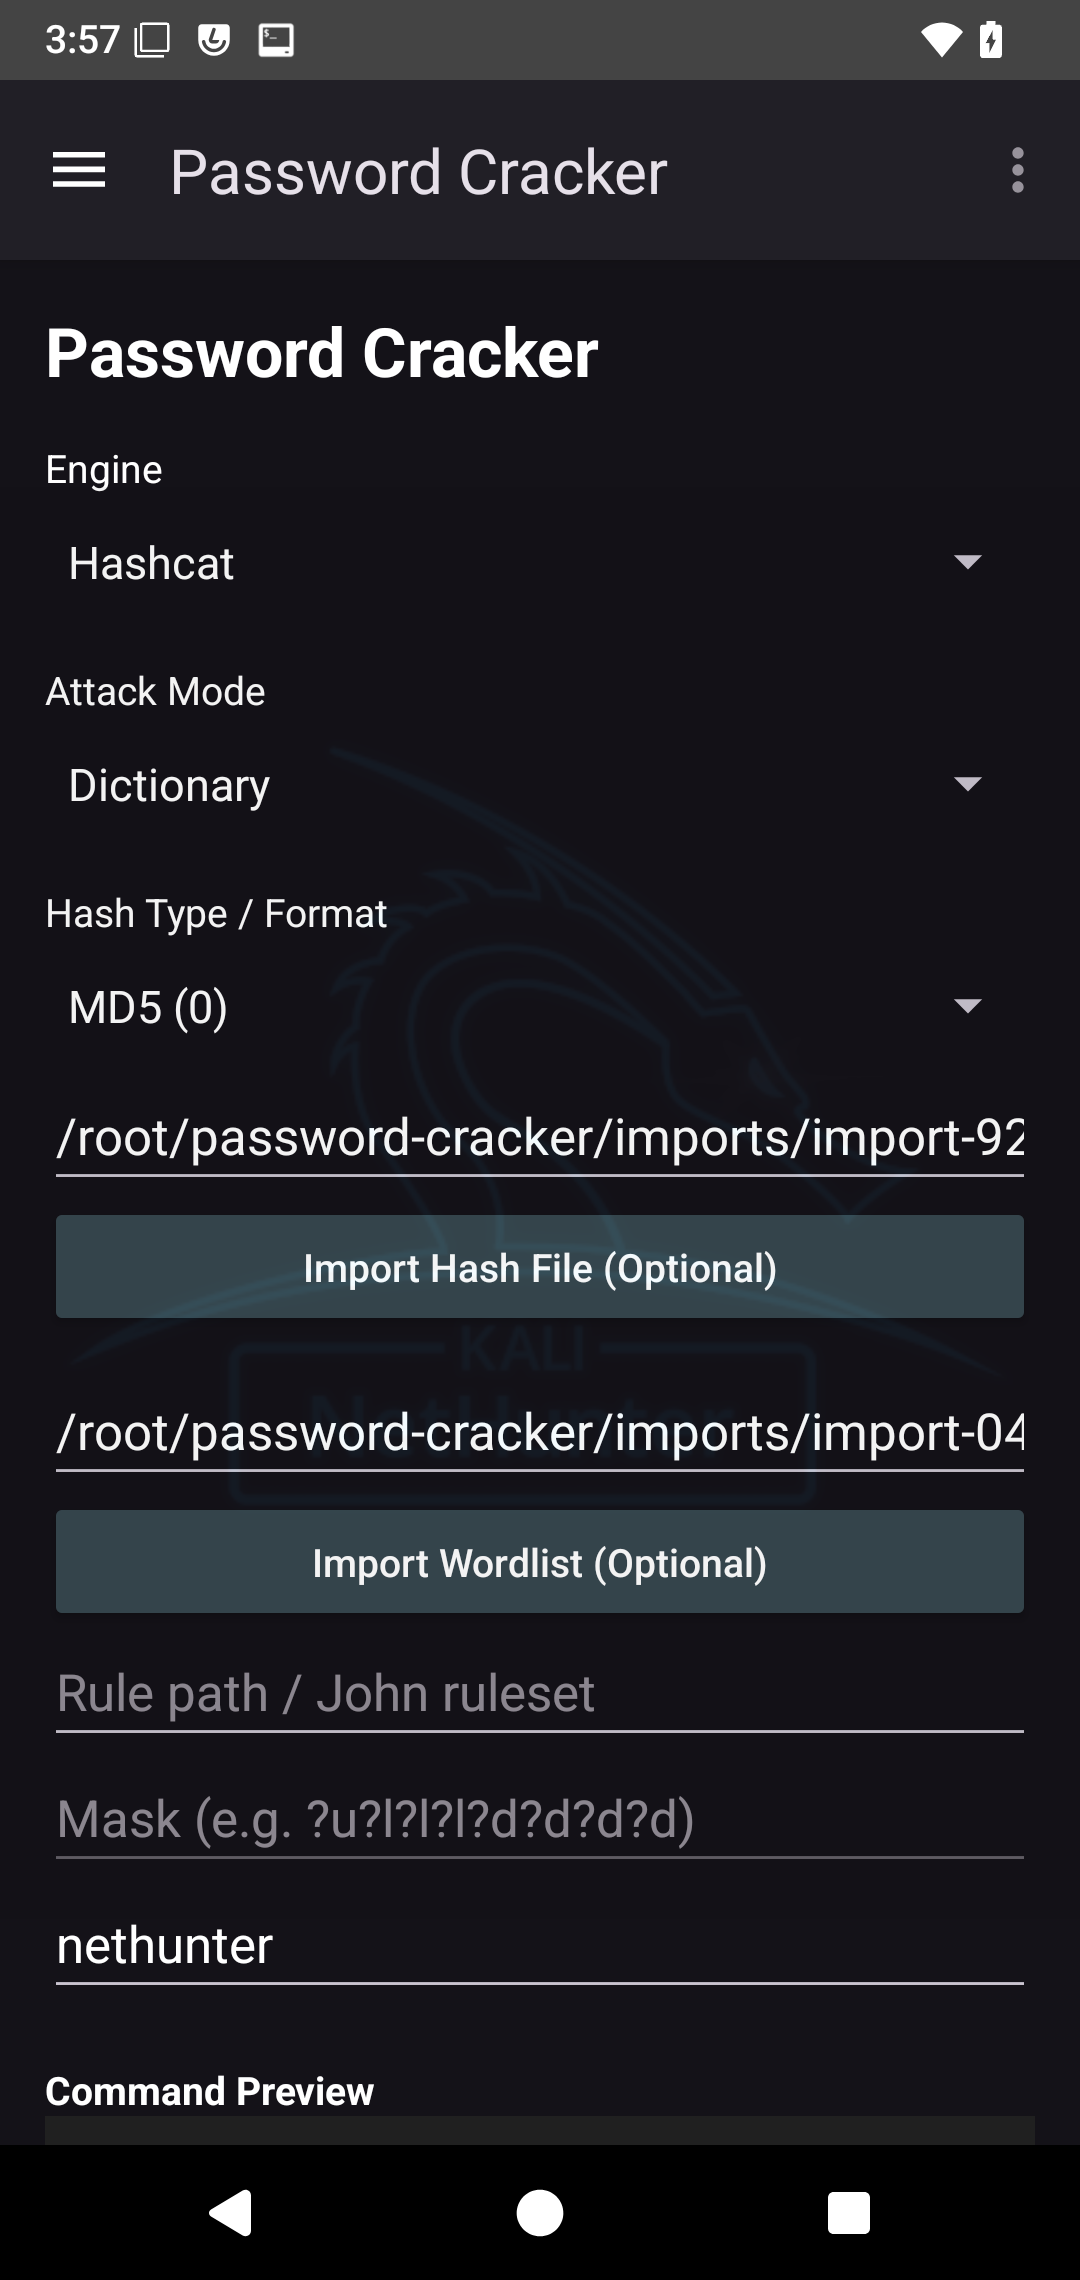 3:57
Password Cracker
Password Cracker
Engine
Hashcat
Attack Mode
Dictionary
Hash Type / Format
MD5 (0)
/root/password-cracker/imports/import-92
Import Hash File (Optional)
KALI
NetHunter
/root/password-cracker/imports/import-04
Import Wordlist (Optional)
Rule path / John ruleset
Mask (e.g. ?u?l?l?l?d?d?d?d)
nethunter
Command Preview